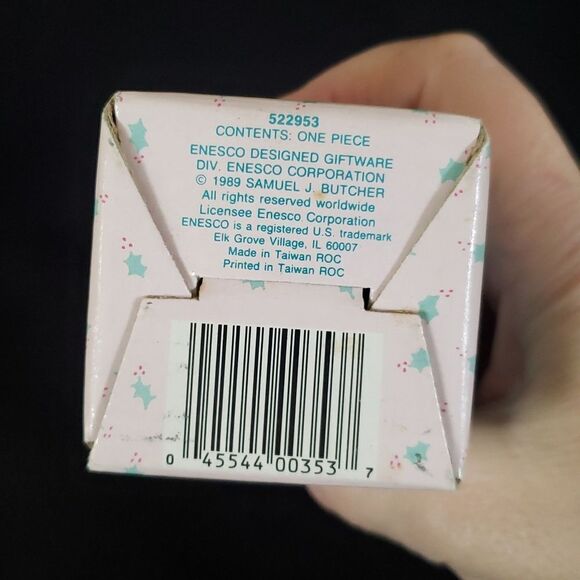 522953
CONTENTS: ONE PIECE
ENESCO DESIGNED GIFTWARE
DIV. ENESCO CORPORATION
© 1989 SAMUEL J. BUTCHER
All rights reserved worldwide
Licensee Enesco Corporation
ENESCO is a registered U.S. trademark
Elk Grove Village, IL 60007
Made in Taiwan ROC
Printed in Taiwan ROC
0 45544 00353 7